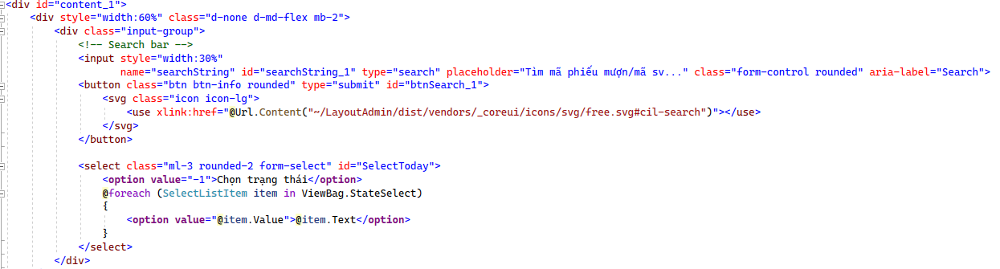 <div id="content_1">
<div style="width:60%" class="d-none d-md-flex mb-2">
<div class="input-group">
<!-- Search bar -->
<input style="width:30%"
name="searchString" id="searchString_1" type="search" placeholder="Tìm mã phiếu mượn/mã sv..." class="form-control rounded" aria-label="Search">
<button class="btn btn-info rounded" type="submit" id="btnSearch_1">
<svg class="icon icon-lg">
<use xlink:href="@Url.Content("~/LayoutAdmin/dist/vendors/_coreui/icons/svg/free.svg#cil-search")"></use>
</svg>
</button>
<select class="ml-3 rounded-2 form-select" id="SelectToday">
<option value="-1">Chọn trạng thái</option>
@foreach (SelectListItem item in ViewBag.StateSelect)
{
<option value="@item.Value">@item.Text</option>
}
</select>
</div>